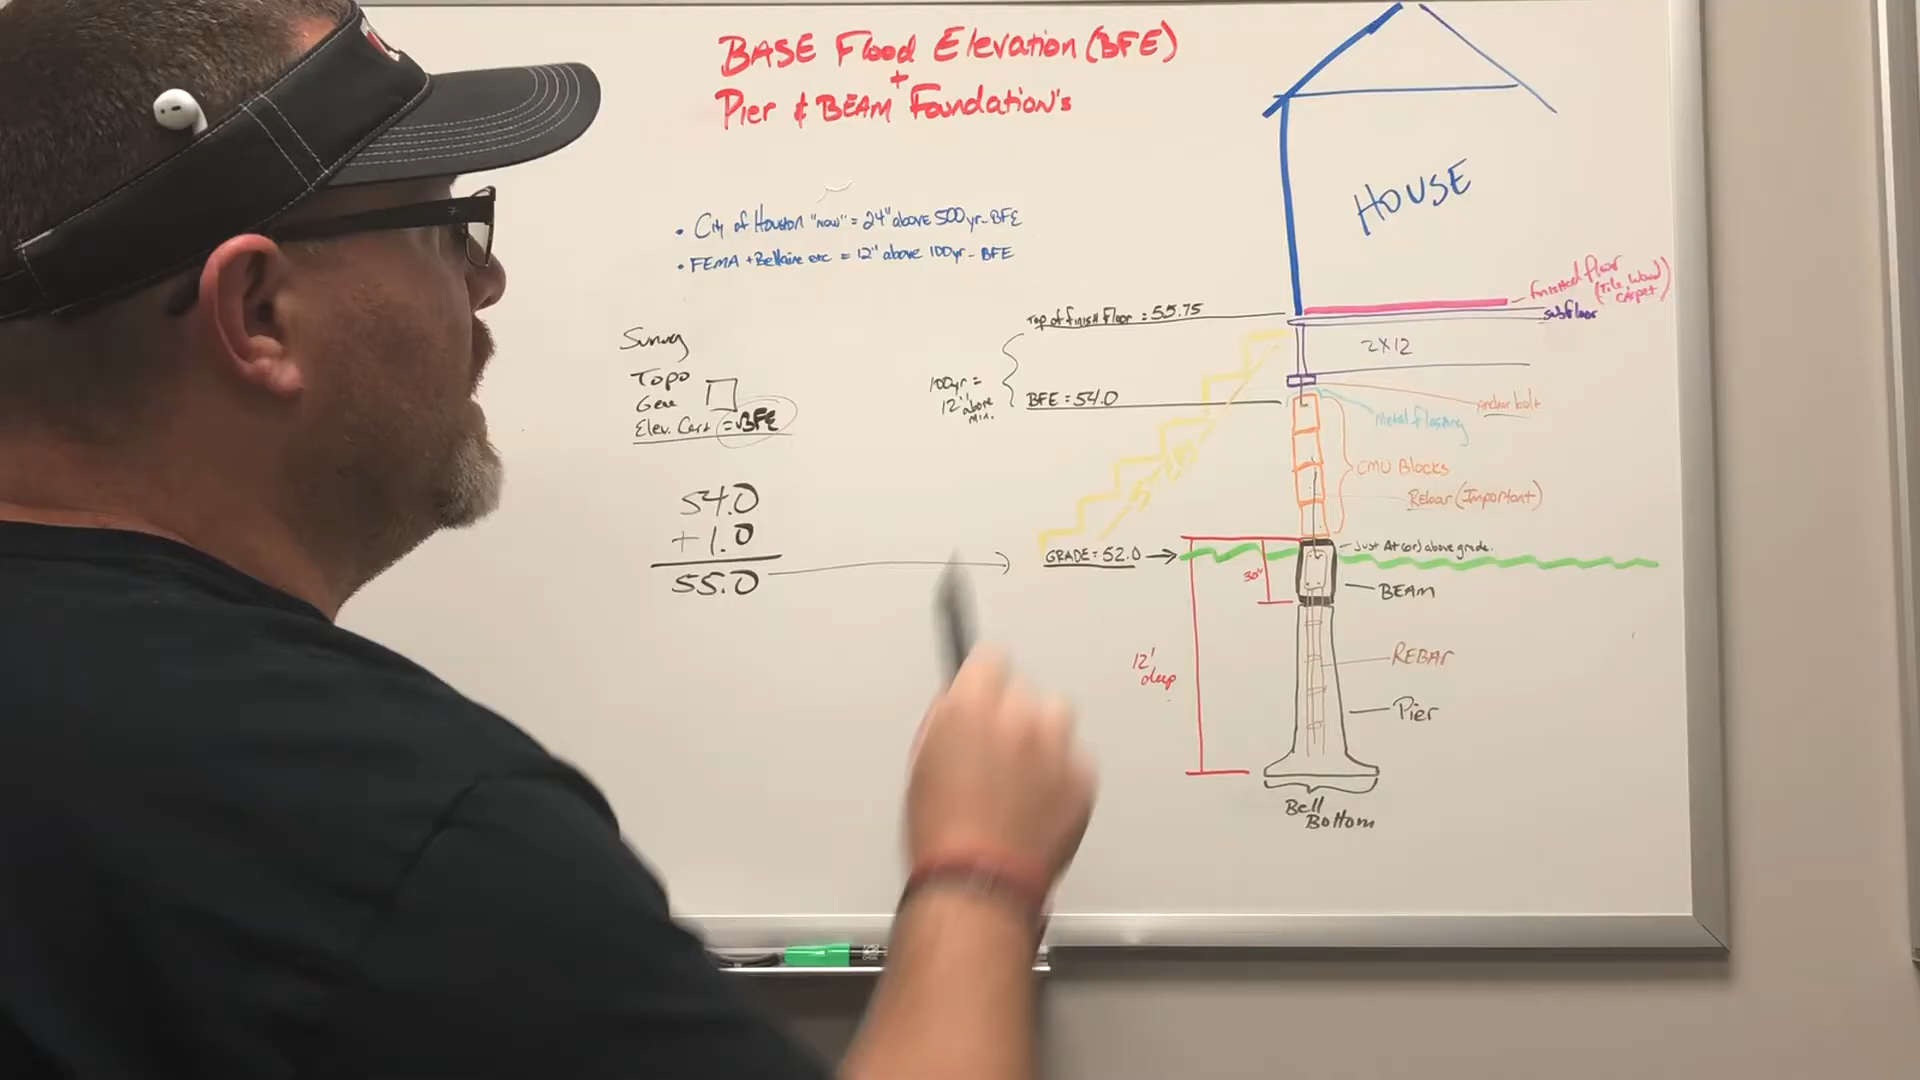 BASE Flood Elevation (BFE)
+
Pier & BEAM Foundation's
• City of Houston "now" = 24" above 500yr-BFE
• FEMA + Bellaire etc = 12" above 100yr-BFE
Survey
Topo
Elev. Cert = BFE
54.0
+ 1.0
55.0
100yr =
12" above
Min.
Top of finish floor = 55.75
BFE = 54.0
GRADE = 52.0
HOUSE
finished floor
(Tile, Wood)
Carpet
subfloor
2x12
Anchor bolt
Metal flashing
CMU Blocks
Rebar (Important)
Just At (or) above grade.
30"
BEAM
12'
deep
REBAR
Pier
Bell
Bottom